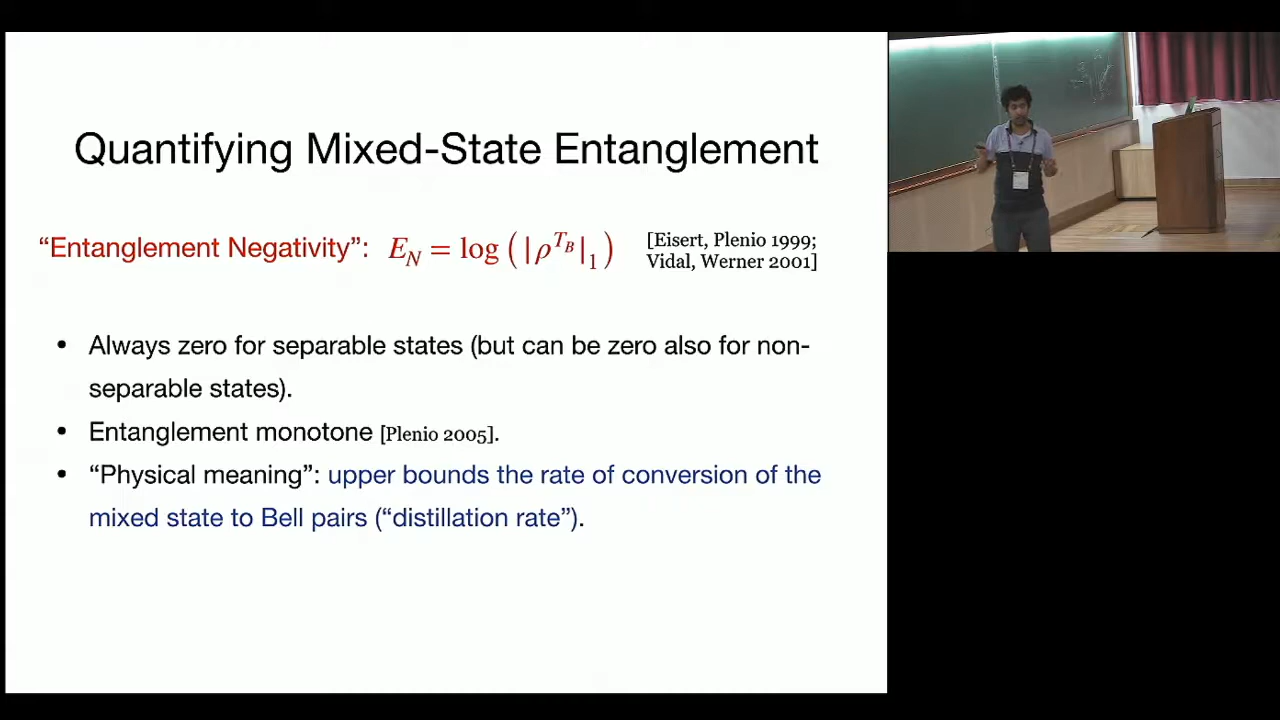 Quantifying Mixed-State Entanglement
“Entanglement Negativity”: E_N = log ( |ρ^{T_B}|_1 )
[Eisert, Plenio 1999;
Vidal, Werner 2001]
• Always zero for separable states (but can be zero also for non-
separable states).
• Entanglement monotone [Plenio 2005].
• “Physical meaning”: upper bounds the rate of conversion of the
mixed state to Bell pairs (“distillation rate”).